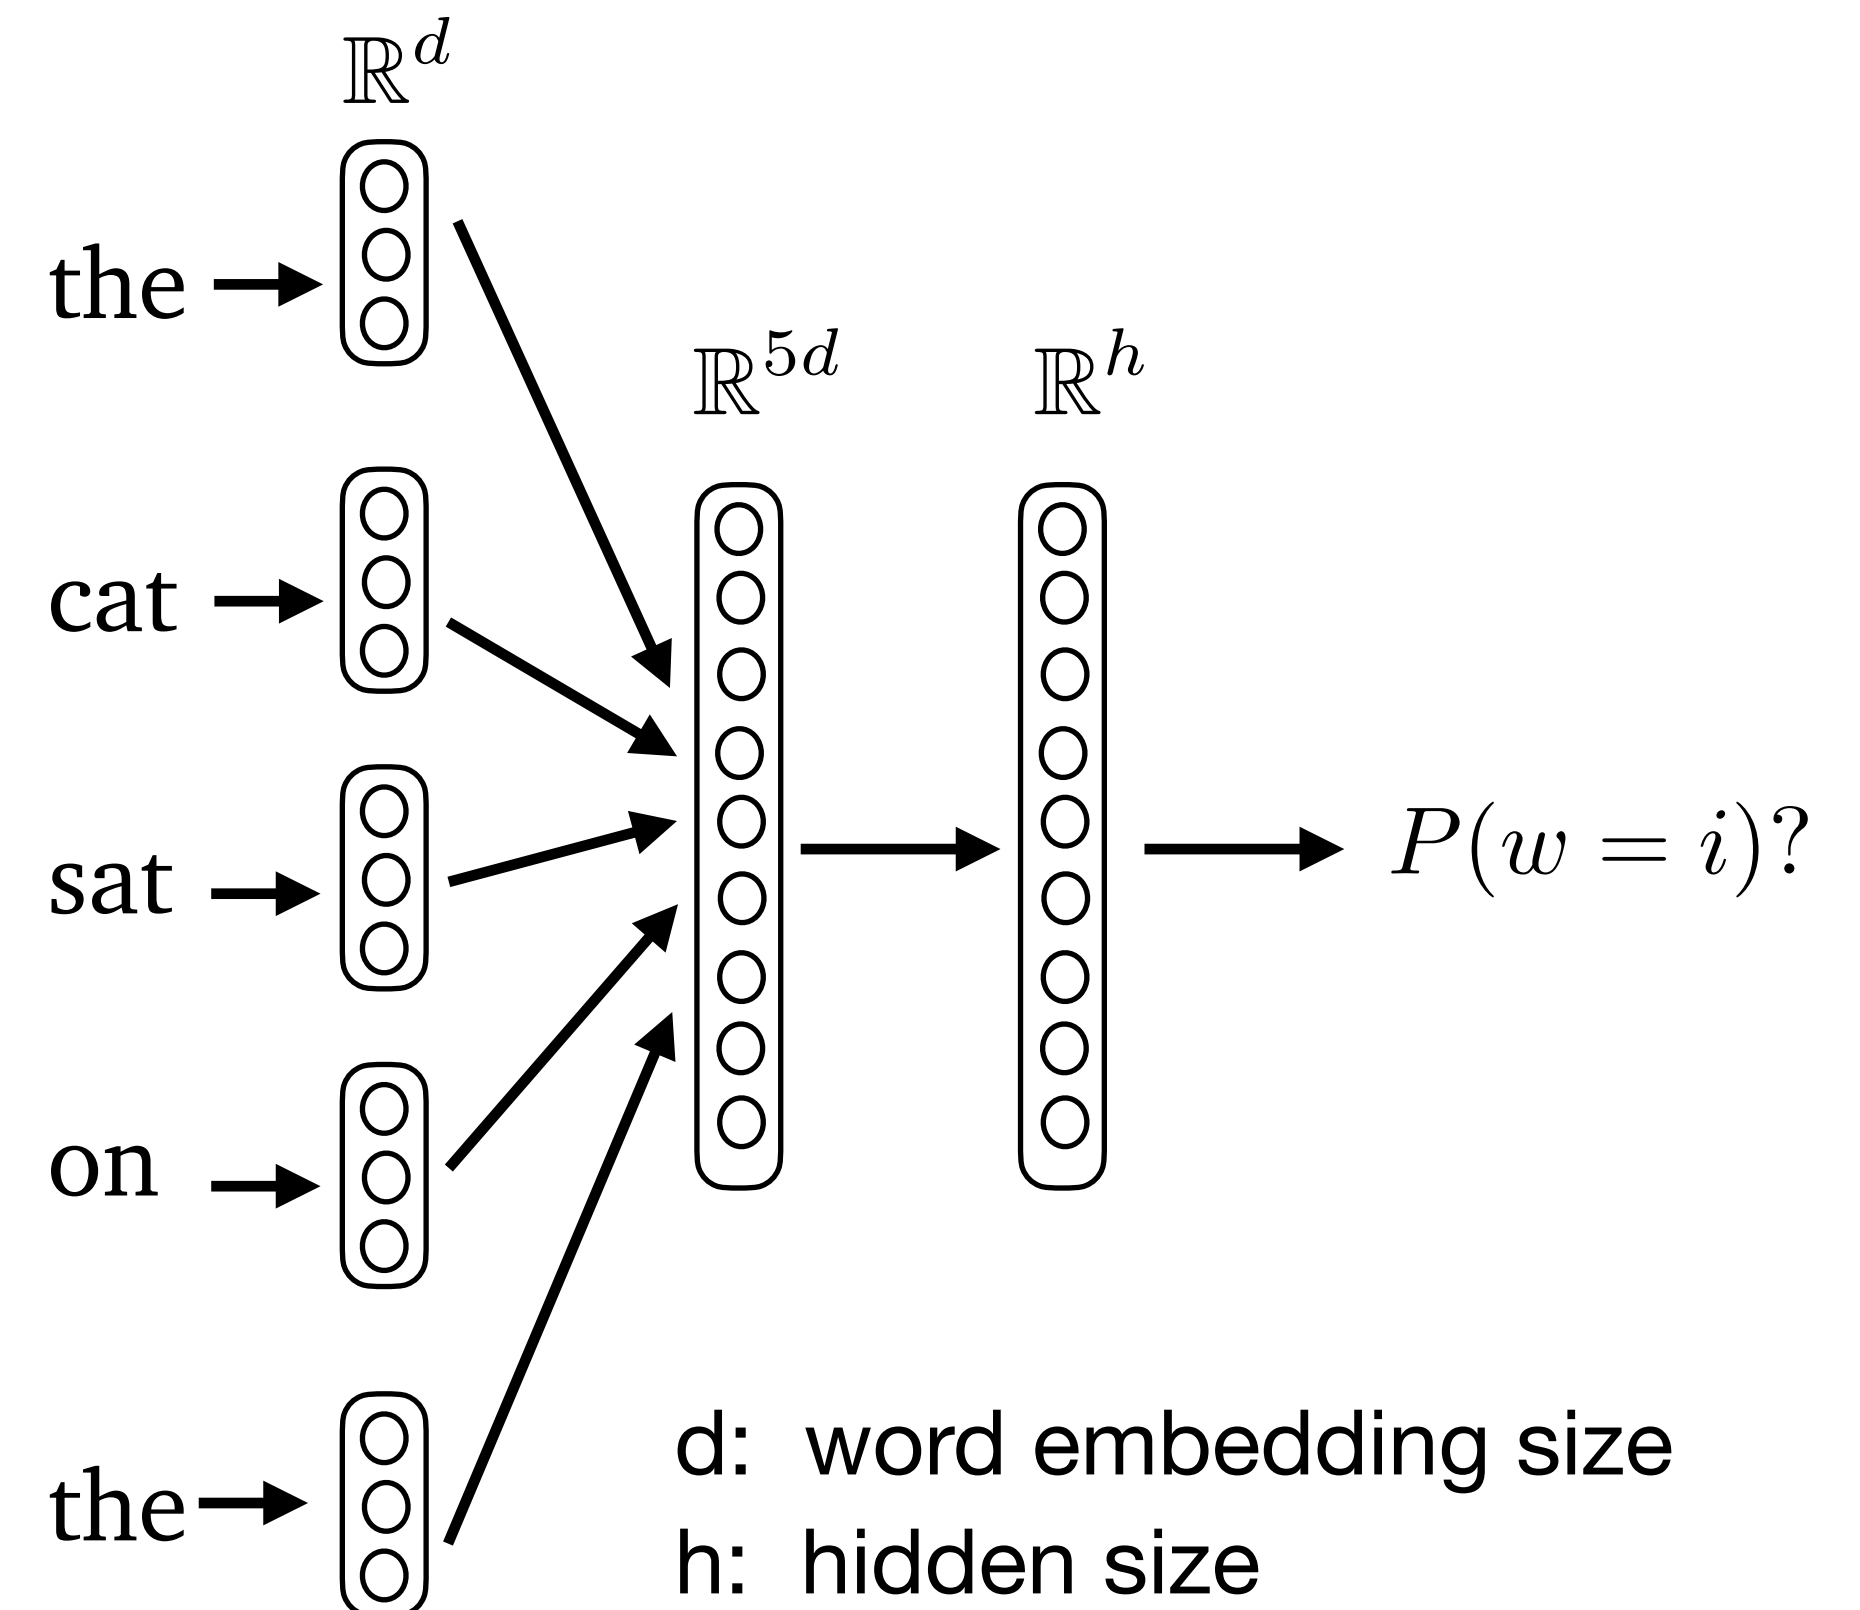 ℝ^d
the
ℝ^{5d} ℝ^h
cat
P(w = i)?
sat
on
d: word embedding size
the
h: hidden size